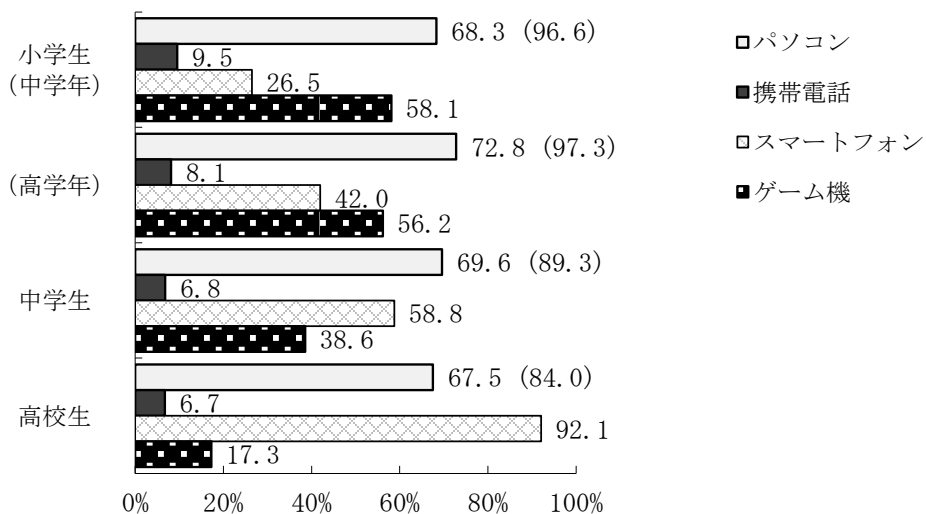 小学生
(中学年)
68.3 (96.6)
9.5
26.5
58.1
(高学年)
72.8 (97.3)
8.1
42.0
56.2
中学生
69.6 (89.3)
6.8
58.8
38.6
高校生
67.5 (84.0)
6.7
92.1
17.3
0% 20% 40% 60% 80% 100%
パソコン
携帯電話
スマートフォン
ゲーム機